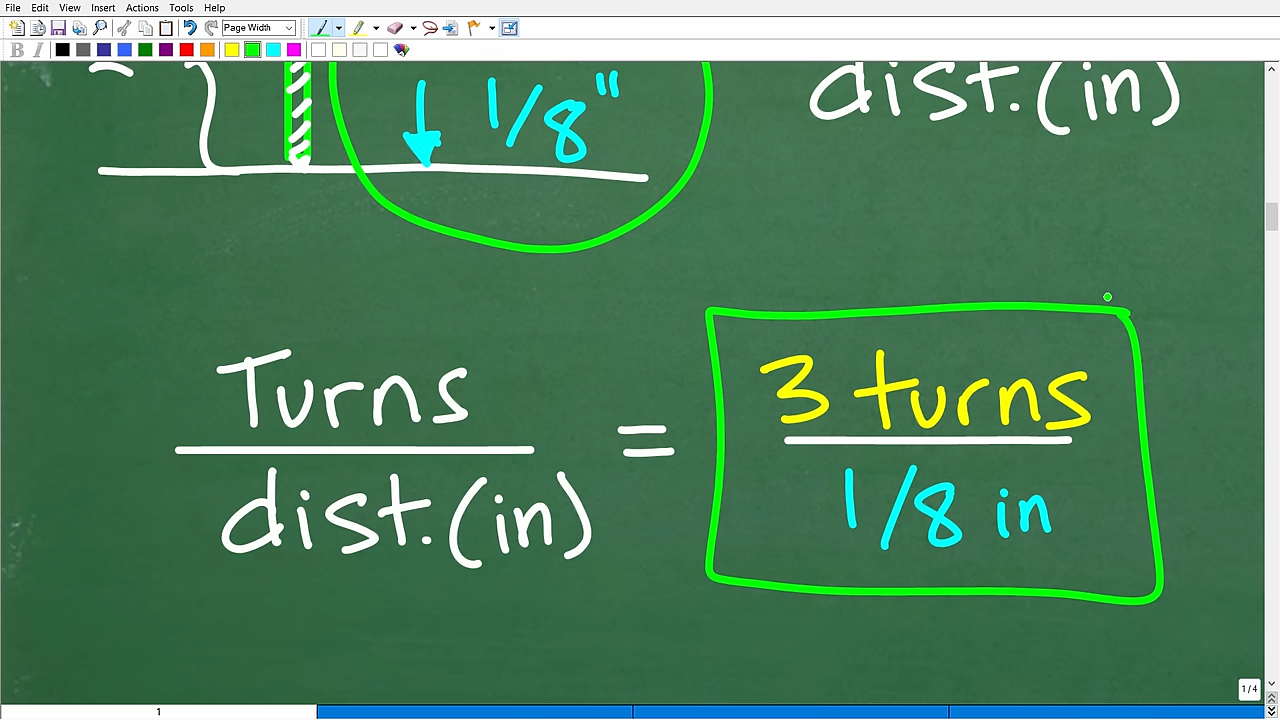 File Edit View Insert Actions Tools Help
Page Width
B I
1/8"
dist.(in)
Turns
dist.(in)
=
3 turns
1/8 in
1/4
1